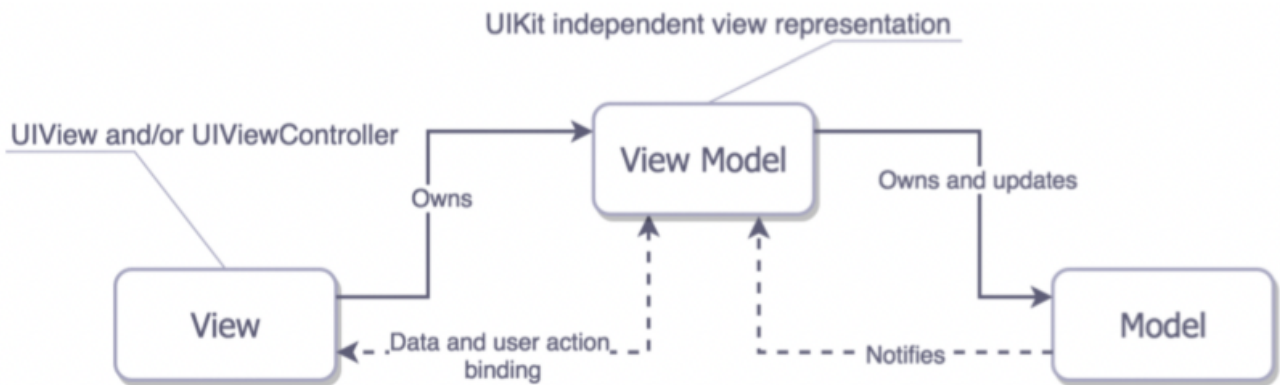 UIKit independent view representation
UIView and/or UIViewController
View Model
Owns and updates
Owns
View
Data and user action
binding
Notifies
Model